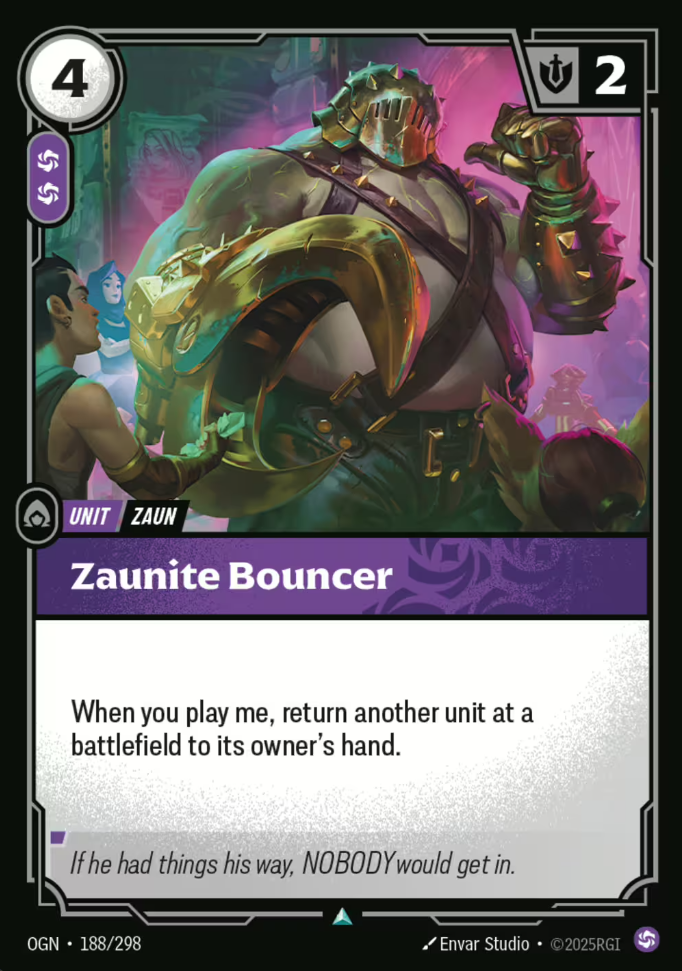 4
2
UNIT ZAUN
Zaunite Bouncer
When you play me, return another unit at a
battlefield to its owner’s hand.
If he had things his way, NOBODY would get in.
OGN • 188/298
Envar Studio • ©2025RGI